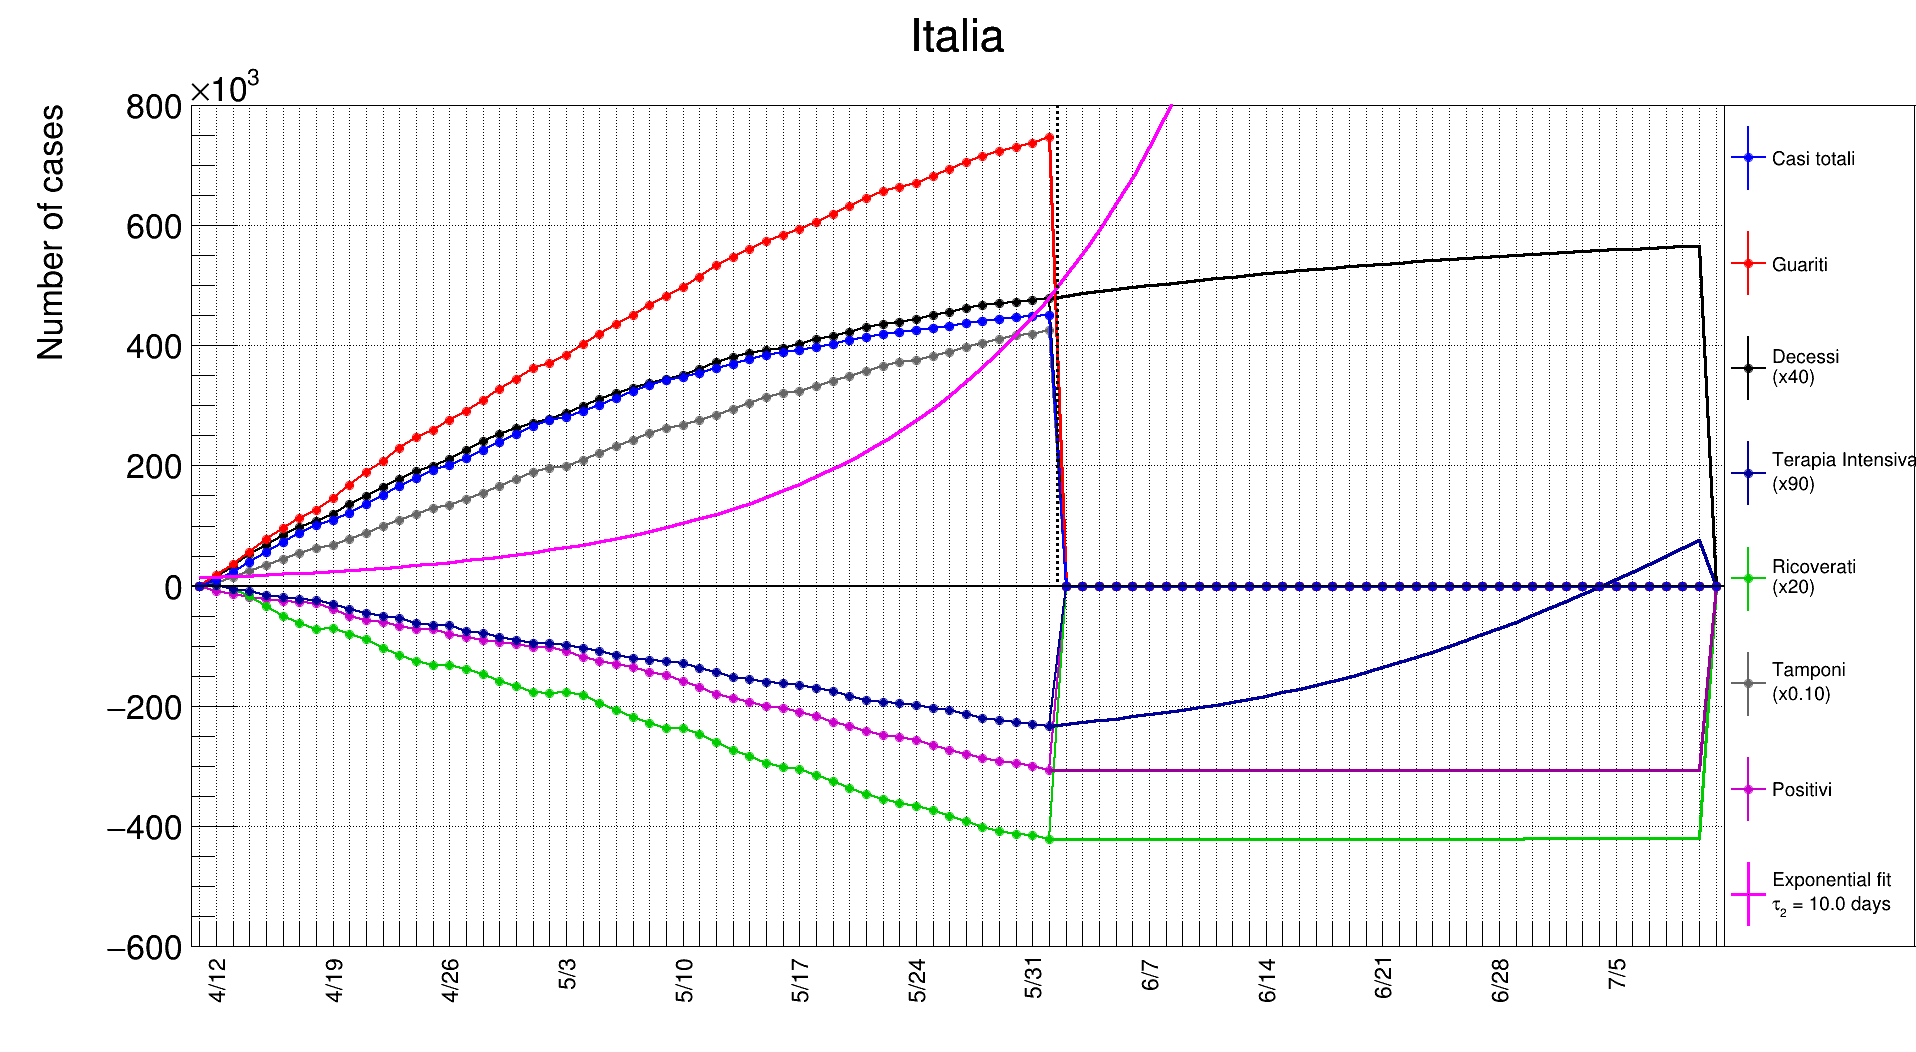 Italia
×10³
Number of cases
800
600
400
200
0
−200
−400
−600
4/12
4/19
4/26
5/3
5/10
5/17
5/24
5/31
6/7
6/14
6/21
6/28
7/5
Casi totali
Guariti
Decessi
(x40)
Terapia Intensiva
(x90)
Ricoverati
(x20)
Tamponi
(x0.10)
Positivi
Exponential fit
τ₂ = 10.0 days